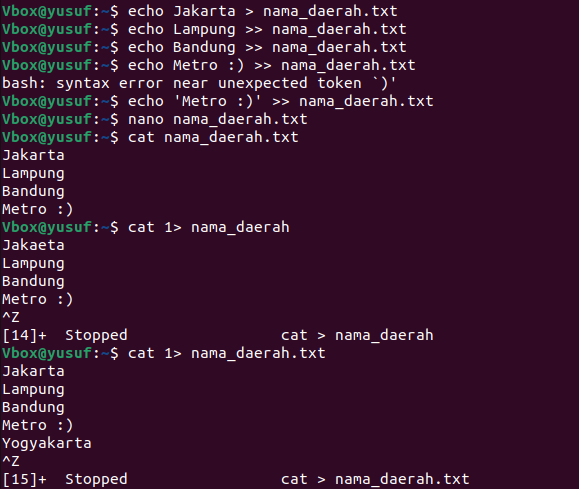 Vbox@yusuf:~$ echo Jakarta > nama_daerah.txt
Vbox@yusuf:~$ echo Lampung >> nama_daerah.txt
Vbox@yusuf:~$ echo Bandung >> nama_daerah.txt
Vbox@yusuf:~$ echo Metro :) >> nama_daerah.txt
bash: syntax error near unexpected token `)'
Vbox@yusuf:~$ echo 'Metro :)' >> nama_daerah.txt
Vbox@yusuf:~$ nano nama_daerah.txt
Vbox@yusuf:~$ cat nama_daerah.txt
Jakarta
Lampung
Bandung
Metro :)
Vbox@yusuf:~$ cat 1> nama_daerah
Jakaeta
Lampung
Bandung
Metro :)
^Z
[14]+  Stopped                 cat > nama_daerah
Vbox@yusuf:~$ cat 1> nama_daerah.txt
Jakarta
Lampung
Bandung
Metro :)
Yogyakarta
^Z
[15]+  Stopped                 cat > nama_daerah.txt